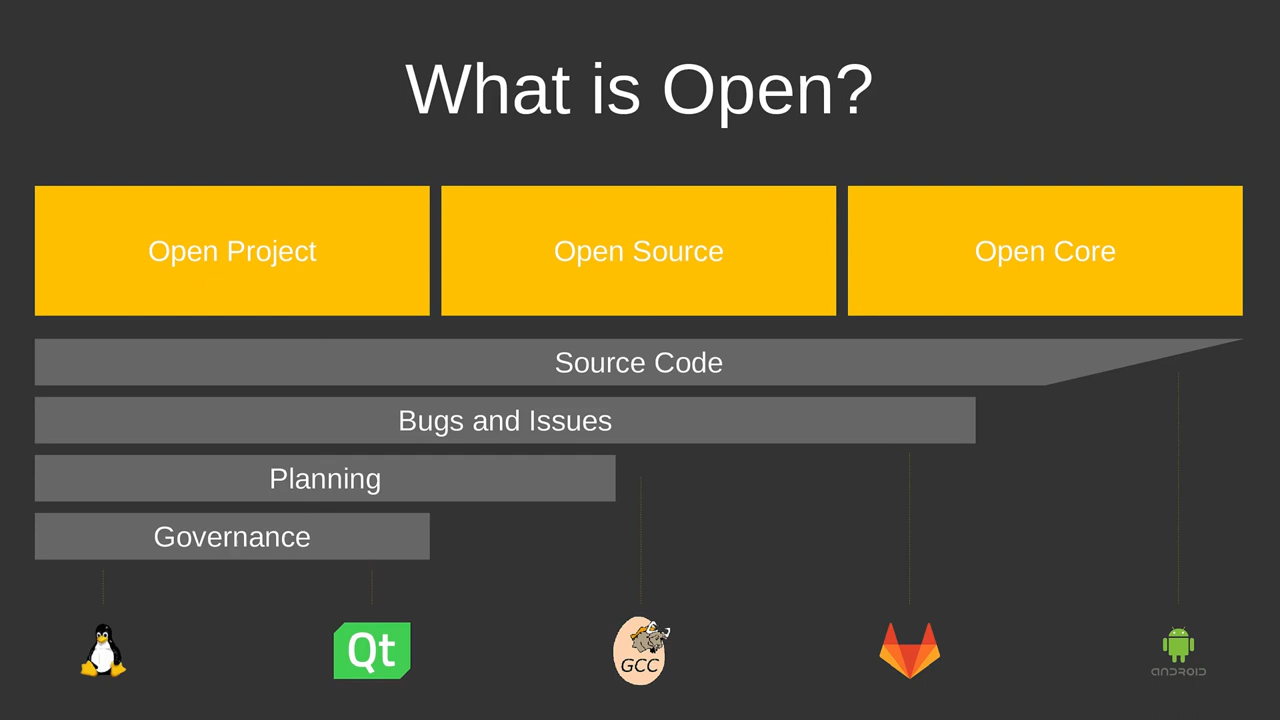 What is Open?
Open Project
Open Source
Open Core
Source Code
Bugs and Issues
Planning
Governance
Qt
GCC
ANDROID